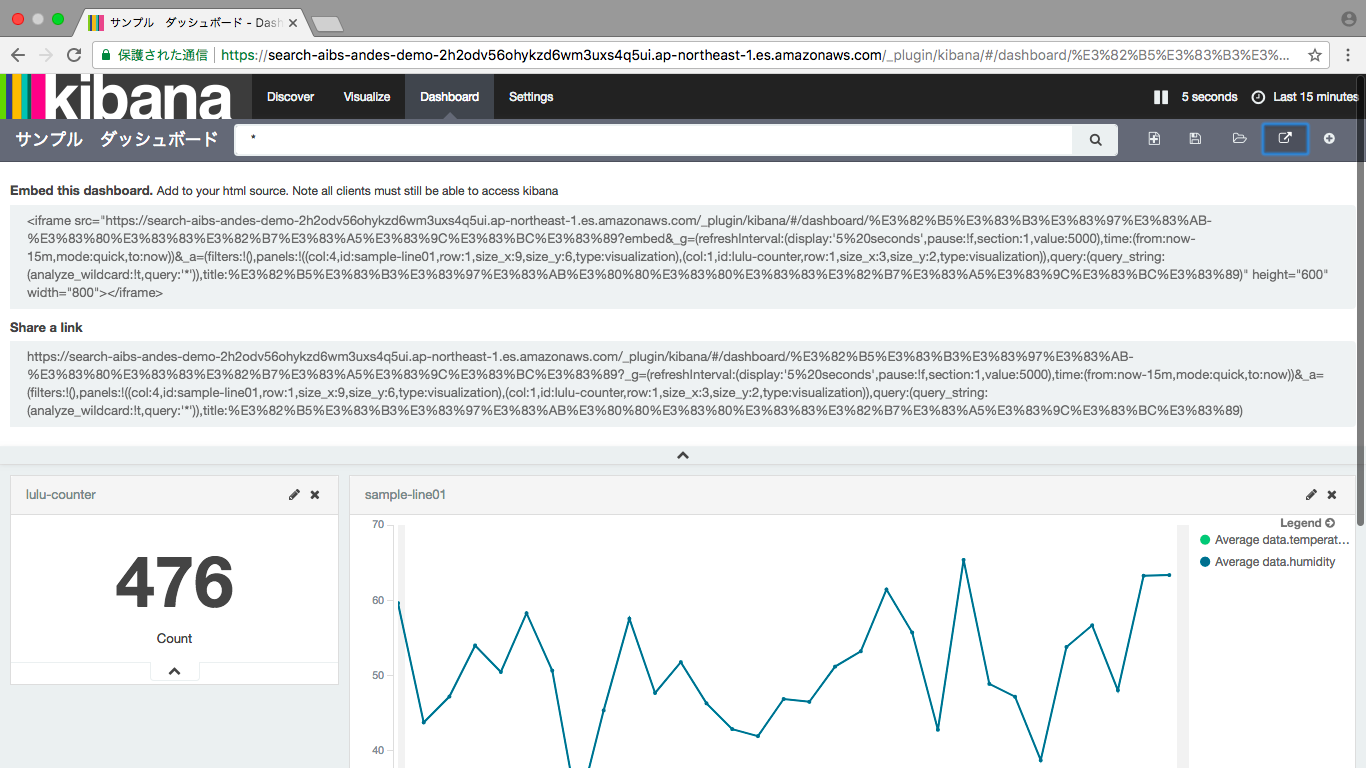 サンプル　ダッシュボード - Dash
保護された通信 https://search-aibs-andes-demo-2h2odv56ohykzd6wm3uxs4q5ui.ap-northeast-1.es.amazonaws.com/_plugin/kibana/#/dashboard/%E3%82%B5%E3%83%B3%E3%...
kibana Discover Visualize Dashboard Settings 5 seconds Last 15 minutes
サンプル　ダッシュボード *
Embed this dashboard. Add to your html source. Note all clients must still be able to access kibana
<iframe src="https://search-aibs-andes-demo-2h2odv56ohykzd6wm3uxs4q5ui.ap-northeast-1.es.amazonaws.com/_plugin/kibana/#/dashboard/%E3%82%B5%E3%83%B3%E3%83%97%E3%83%AB-
%E3%83%80%E3%83%83%E3%82%B7%E3%83%A5%E3%83%9C%E3%83%BC%E3%83%89?embed&_g=(refreshInterval:(display:'5%20seconds',pause:!f,section:1,value:5000),time:(from:now-
15m,mode:quick,to:now))&_a=(filters:!(),panels:!((col:4,id:sample-line01,row:1,size_x:9,size_y:6,type:visualization),(col:1,id:lulu-counter,row:1,size_x:3,size_y:2,type:visualization)),query:(query_string:
(analyze_wildcard:!t,query:'*')),title:%E3%82%B5%E3%83%B3%E3%83%97%E3%83%AB%E3%80%80%E3%83%80%E3%83%83%E3%82%B7%E3%83%A5%E3%83%9C%E3%83%BC%E3%83%89)" height="600"
width="800"></iframe>
Share a link
https://search-aibs-andes-demo-2h2odv56ohykzd6wm3uxs4q5ui.ap-northeast-1.es.amazonaws.com/_plugin/kibana/#/dashboard/%E3%82%B5%E3%83%B3%E3%83%97%E3%83%AB-
%E3%83%80%E3%83%83%E3%82%B7%E3%83%A5%E3%83%9C%E3%83%BC%E3%83%89?_g=(refreshInterval:(display:'5%20seconds',pause:!f,section:1,value:5000),time:(from:now-15m,mode:quick,to:now))&_a=
(filters:!(),panels:!((col:4,id:sample-line01,row:1,size_x:9,size_y:6,type:visualization),(col:1,id:lulu-counter,row:1,size_x:3,size_y:2,type:visualization)),query:(query_string:
(analyze_wildcard:!t,query:'*')),title:%E3%82%B5%E3%83%B3%E3%83%97%E3%83%AB%E3%80%80%E3%83%80%E3%83%83%E3%82%B7%E3%83%A5%E3%83%9C%E3%83%BC%E3%83%89)
lulu-counter
476
Count
sample-line01
70
60
50
40
Legend
Average data.temperat...
Average data.humidity